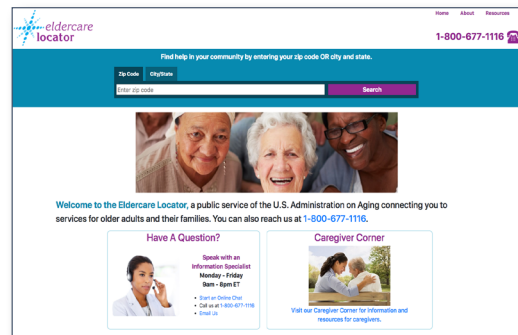 eldercare
locator
Home About Resources
1-800-677-1116
Find help in your community by entering your zip code OR city and state.
Zip Code City/State
Enter zip code Search
Welcome to the Eldercare Locator, a public service of the U.S. Administration on Aging connecting you to
services for older adults and their families. You can also reach us at 1-800-677-1116.
Have A Question?
Speak with an
Information Specialist
Monday - Friday
9am - 8pm ET
• Start an Online Chat
• Call us at 1-800-677-1116
• Email Us
Caregiver Corner
Visit our Caregiver Corner for information and
resources for caregivers.